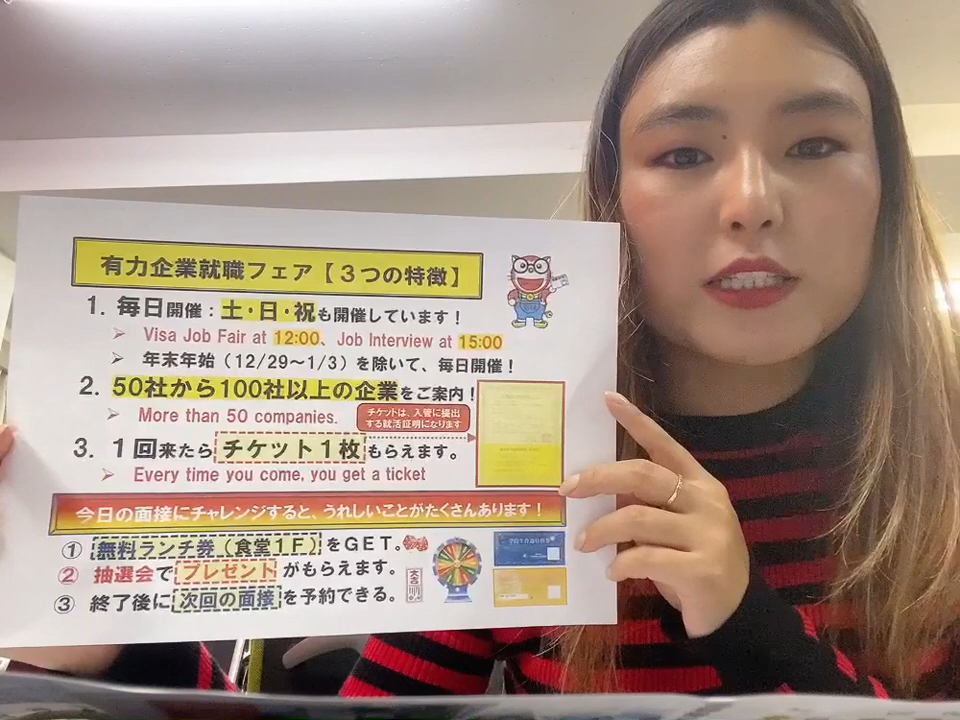 有力企業就職フェア【3つの特徴】
1. 毎日開催：土・日・祝も開催しています！
➢ Visa Job Fair at 12:00、Job Interview at 15:00
➢ 年末年始（12/29～1/3）を除いて、毎日開催！
2. 50社から100社以上の企業をご案内！
➢ More than 50 companies.
チケットは、入管に提出
する就活証明になります
3. 1回来たらチケット1枚もらえます。
➢ Every time you come, you get a ticket
今日の面接にチャレンジすると、うれしいことがたくさんあります！
① 無料ランチ券（食堂1F）をGET。
② 抽選会でプレゼントがもらえます。
③ 終了後に次回の面接を予約できる。
大吉